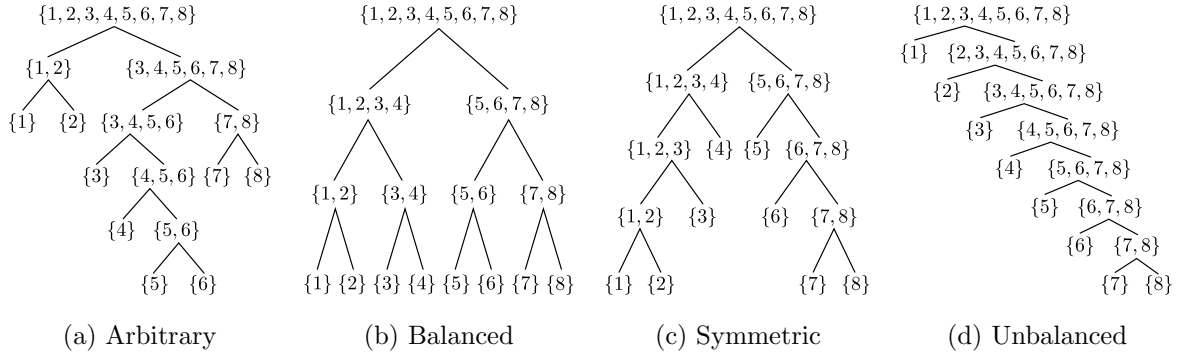 {1, 2, 3, 4, 5, 6, 7, 8}
{1, 2} {3, 4, 5, 6, 7, 8}
{1} {2} {3, 4, 5, 6} {7, 8}
{3} {4, 5, 6} {7} {8}
{4} {5, 6}
{5} {6}
(a) Arbitrary
{1, 2, 3, 4, 5, 6, 7, 8}
{1, 2, 3, 4} {5, 6, 7, 8}
{1, 2} {3, 4} {5, 6} {7, 8}
{1} {2} {3} {4} {5} {6} {7} {8}
(b) Balanced
{1, 2, 3, 4, 5, 6, 7, 8}
{1, 2, 3, 4} {5, 6, 7, 8}
{1, 2, 3} {4} {5} {6, 7, 8}
{1, 2} {3} {6} {7, 8}
{1} {2} {7} {8}
(c) Symmetric
{1, 2, 3, 4, 5, 6, 7, 8}
{1} {2, 3, 4, 5, 6, 7, 8}
{2} {3, 4, 5, 6, 7, 8}
{3} {4, 5, 6, 7, 8}
{4} {5, 6, 7, 8}
{5} {6, 7, 8}
{6} {7, 8}
{7} {8}
(d) Unbalanced